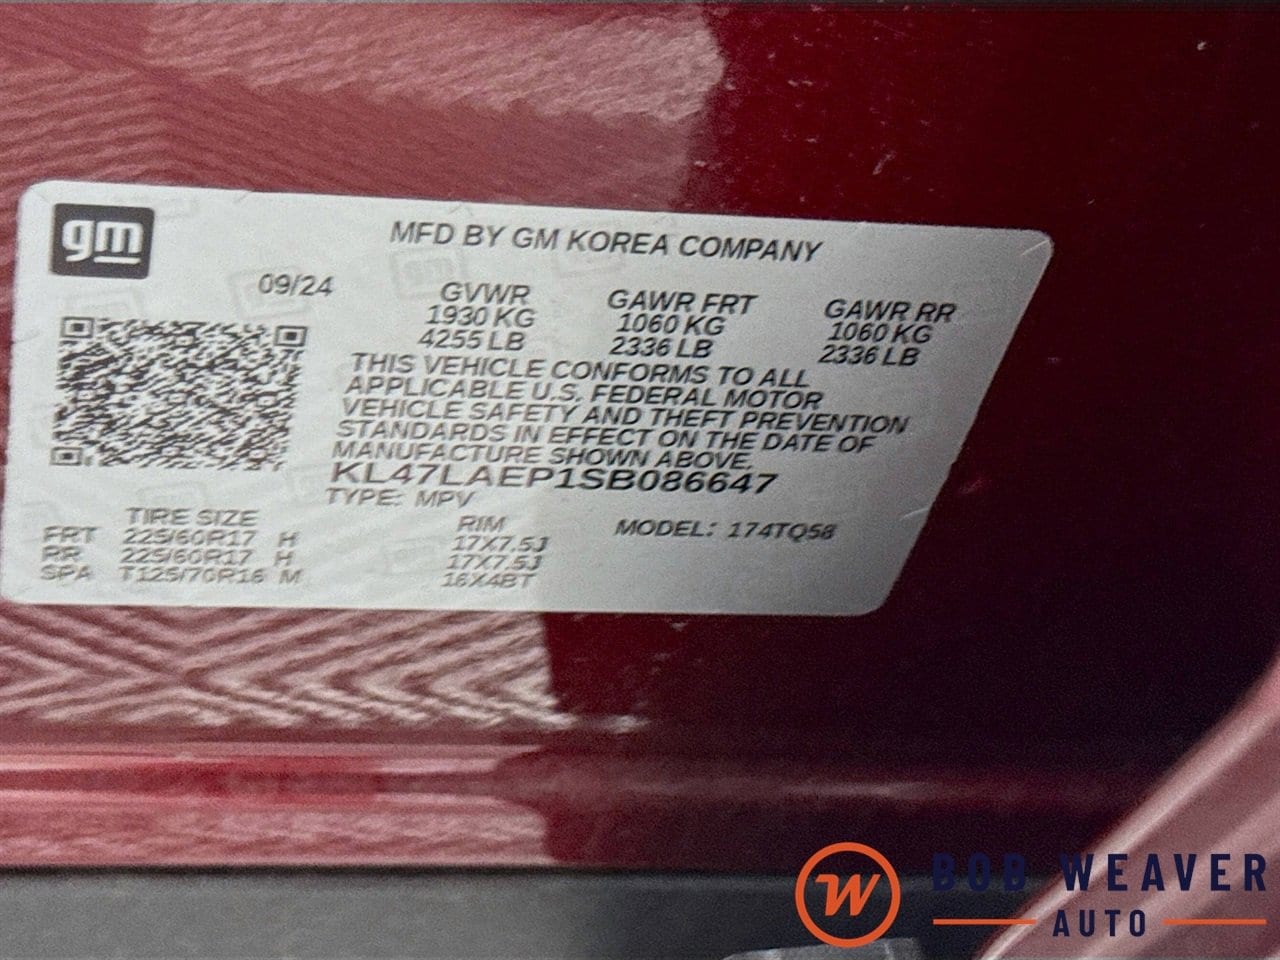 gm
MFD BY GM KOREA COMPANY
09/24
GVWR GAWR FRT GAWR RR
1930 KG 1060 KG 1060 KG
4255 LB 2336 LB 2336 LB
THIS VEHICLE CONFORMS TO ALL
APPLICABLE U.S. FEDERAL MOTOR
VEHICLE SAFETY AND THEFT PREVENTION
STANDARDS IN EFFECT ON THE DATE OF
MANUFACTURE SHOWN ABOVE.
KL47LAEP1SB086647
TYPE: MPV
TIRE SIZE RIM MODEL: 174TQ58
FRT 225/60R17 H 17X7.5J
RR 225/60R17 H 17X7.5J
SPA T125/70R16 M 16X4BT
W BOB WEAVER
AUTO